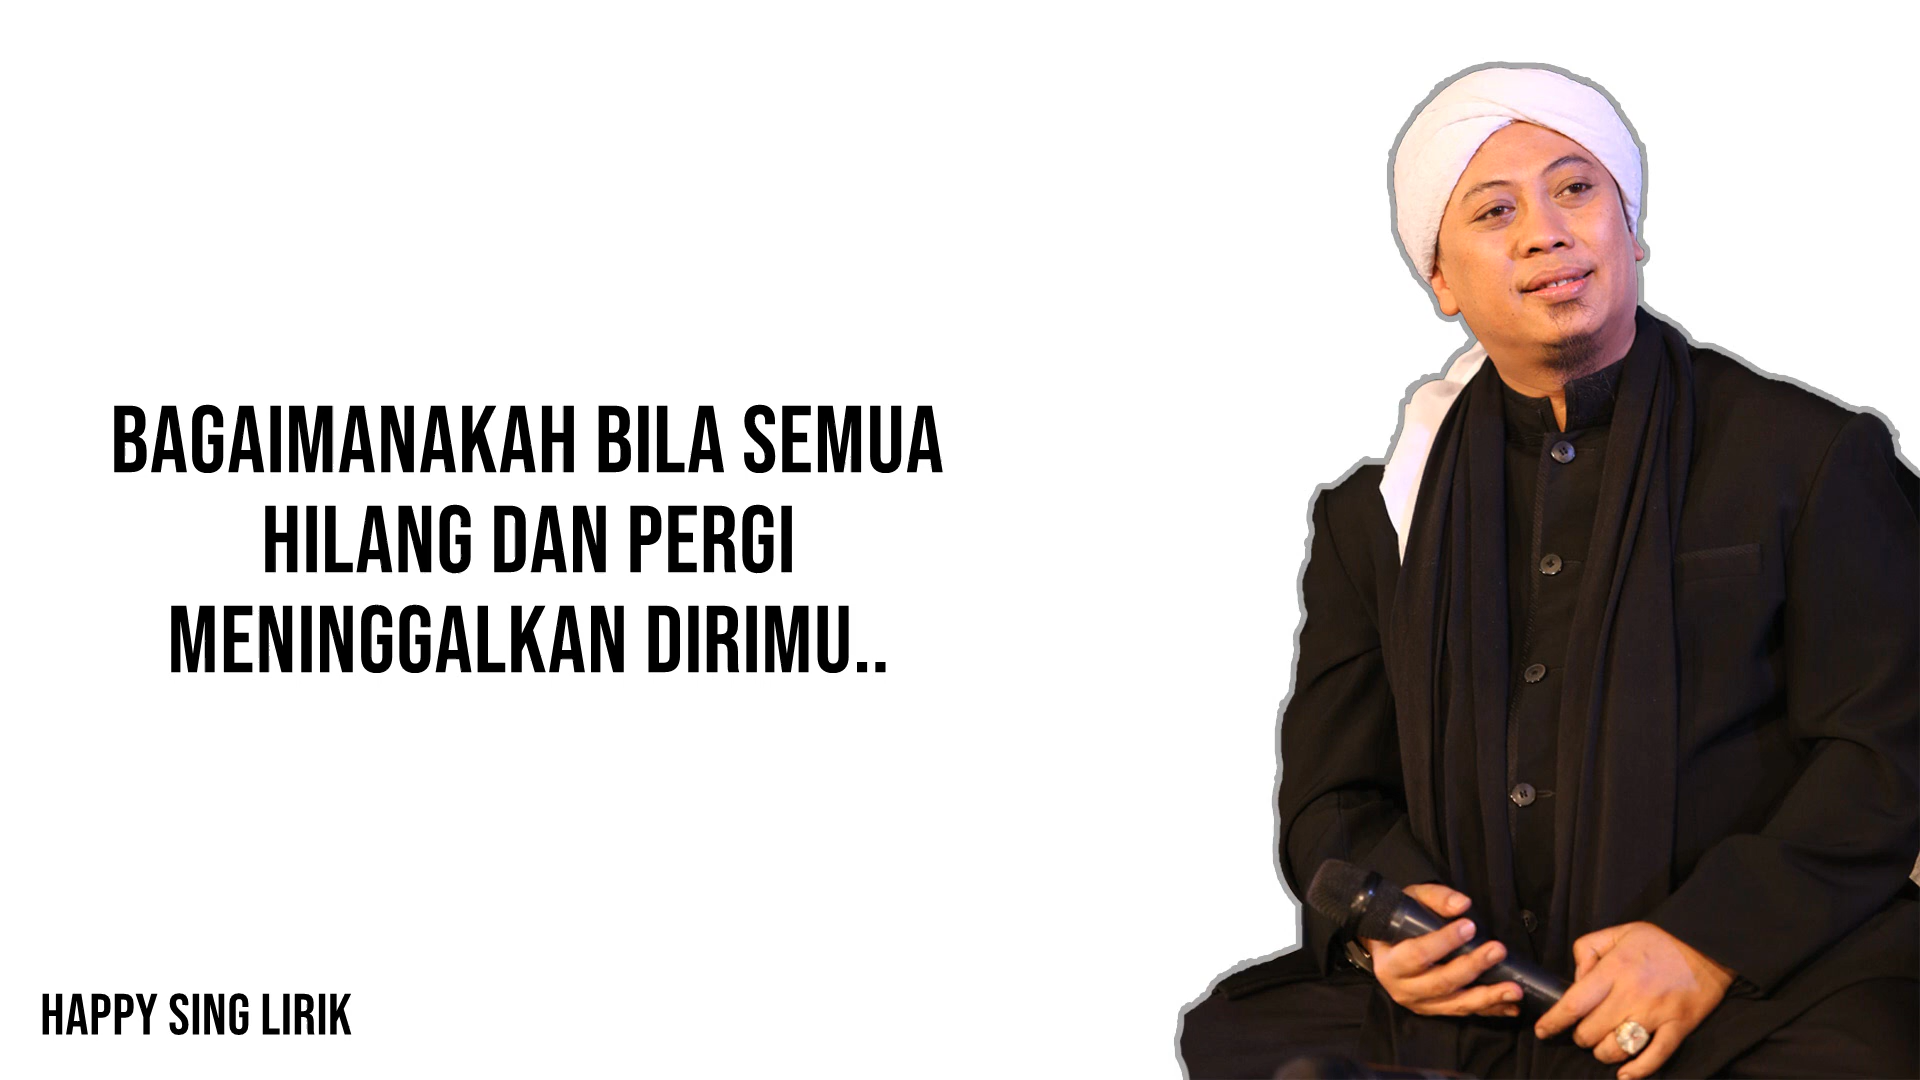 BAGAIMANAKAH BILA SEMUA
HILANG DAN PERGI
MENINGGALKAN DIRIMU..
HAPPY SING LIRIK